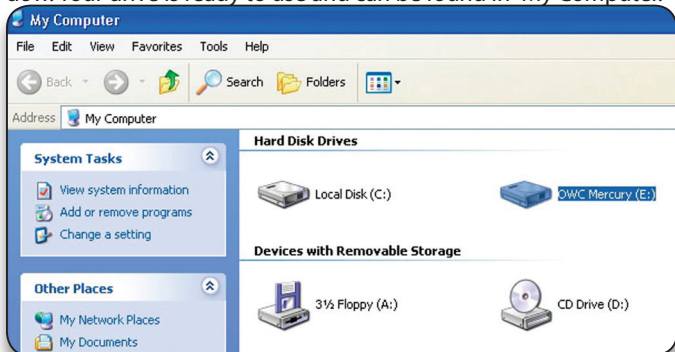 My Computer
File Edit View Favorites Tools Help
Back Search Folders
Address My Computer
System Tasks
View system information
Add or remove programs
Change a setting
Other Places
My Network Places
My Documents
Hard Disk Drives
Local Disk (C:) OWC Mercury (E:)
Devices with Removable Storage
3½ Floppy (A:) CD Drive (D:)